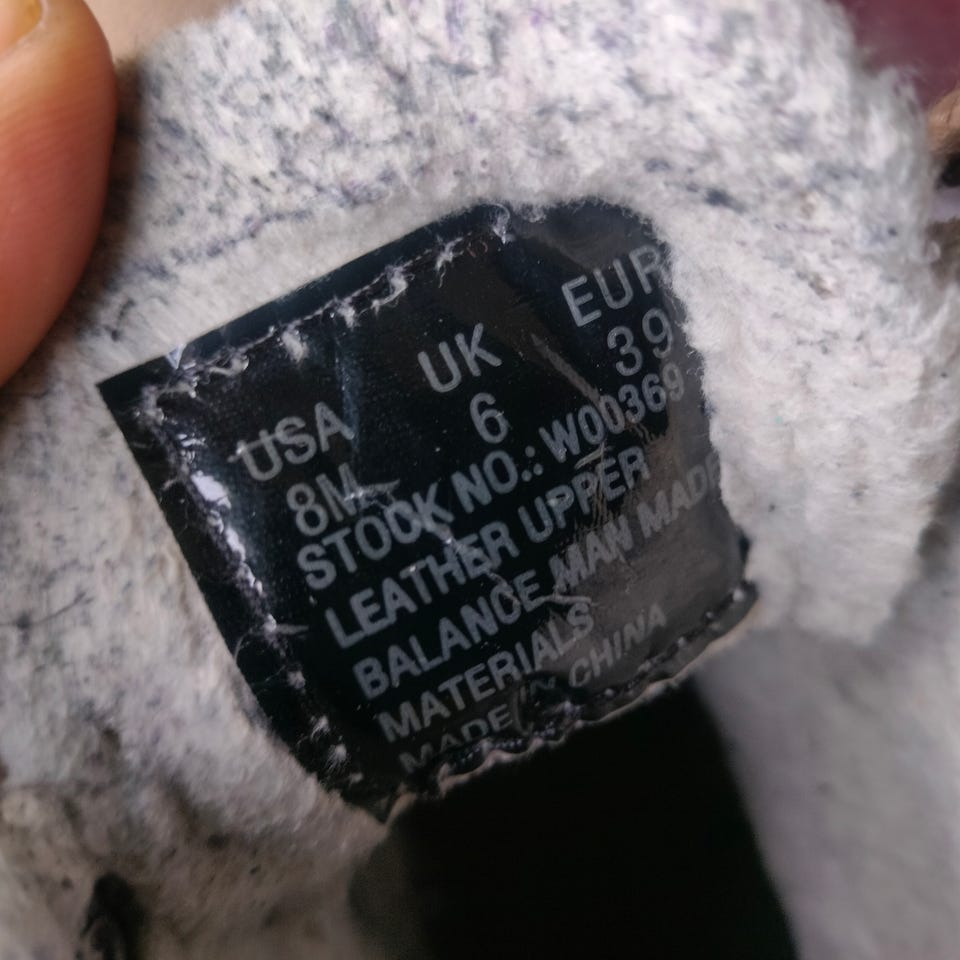 USA UK EUR
8M 6 39
STOCK NO.: W00369
LEATHER UPPER
BALANCE MAN MADE
MATERIALS
MADE IN CHINA